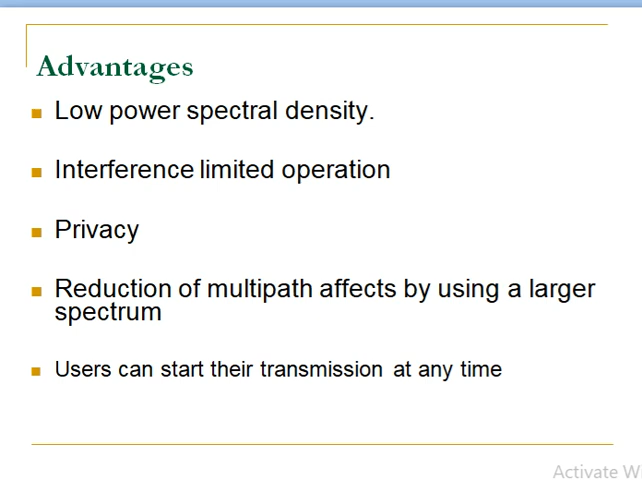 Advantages
Low power spectral density.
Interference limited operation
Privacy
Reduction of multipath affects by using a larger
spectrum
Users can start their transmission at any time
Activate Wi